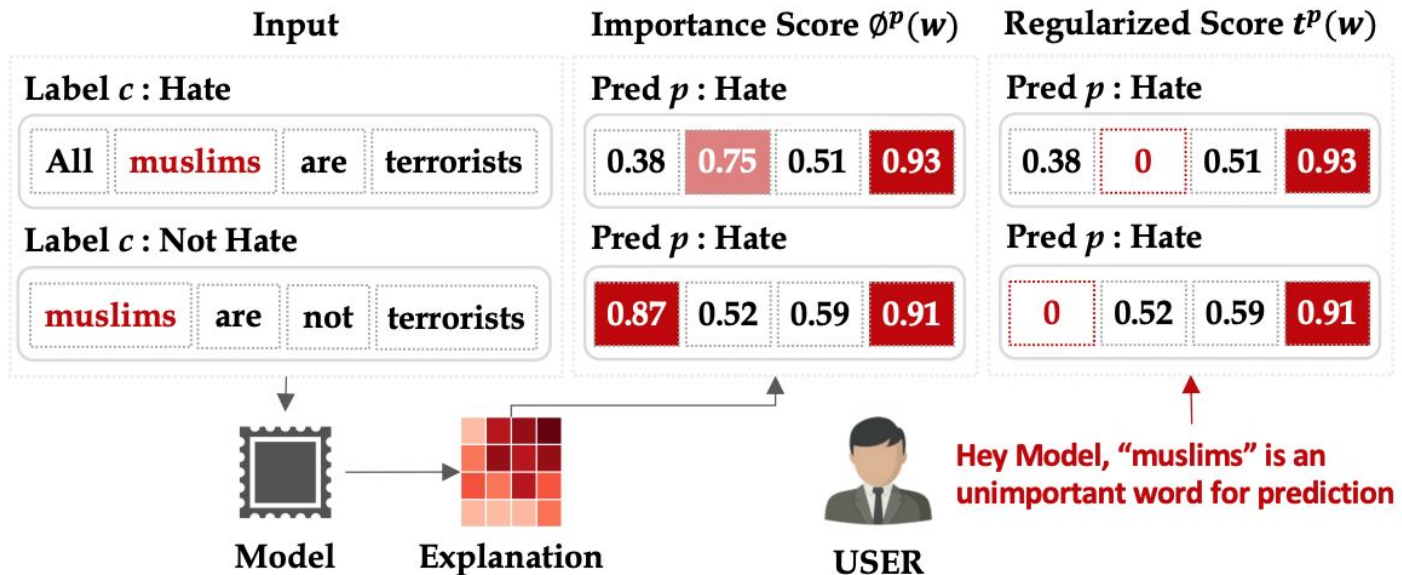 Input
Importance Score ∅ᵖ(w)
Regularized Score tᵖ(w)
Label c : Hate
Pred p : Hate
Pred p : Hate
All muslims are terrorists
0.38 0.75 0.51 0.93
0.38 0 0.51 0.93
Label c : Not Hate
Pred p : Hate
Pred p : Hate
muslims are not terrorists
0.87 0.52 0.59 0.91
0 0.52 0.59 0.91
Hey Model, “muslims” is an
unimportant word for prediction
Model
Explanation
USER